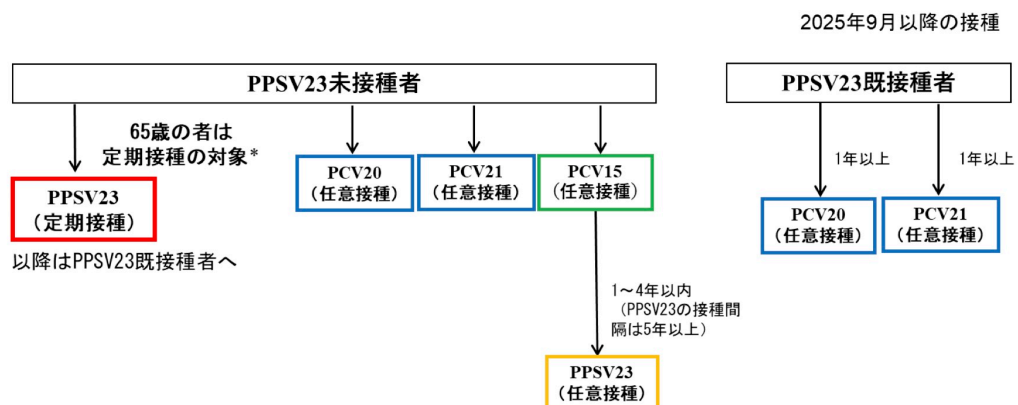 2025年9月以降の接種
PPSV23未接種者
PPSV23既接種者
65歳の者は
定期接種の対象*
PPSV23
（定期接種）
以降はPPSV23既接種者へ
PCV20
（任意接種）
PCV21
（任意接種）
PCV15
（任意接種）
1～4年以内
（PPSV23の接種間
隔は5年以上）
PPSV23
（任意接種）
1年以上
1年以上
PCV20
（任意接種）
PCV21
（任意接種）